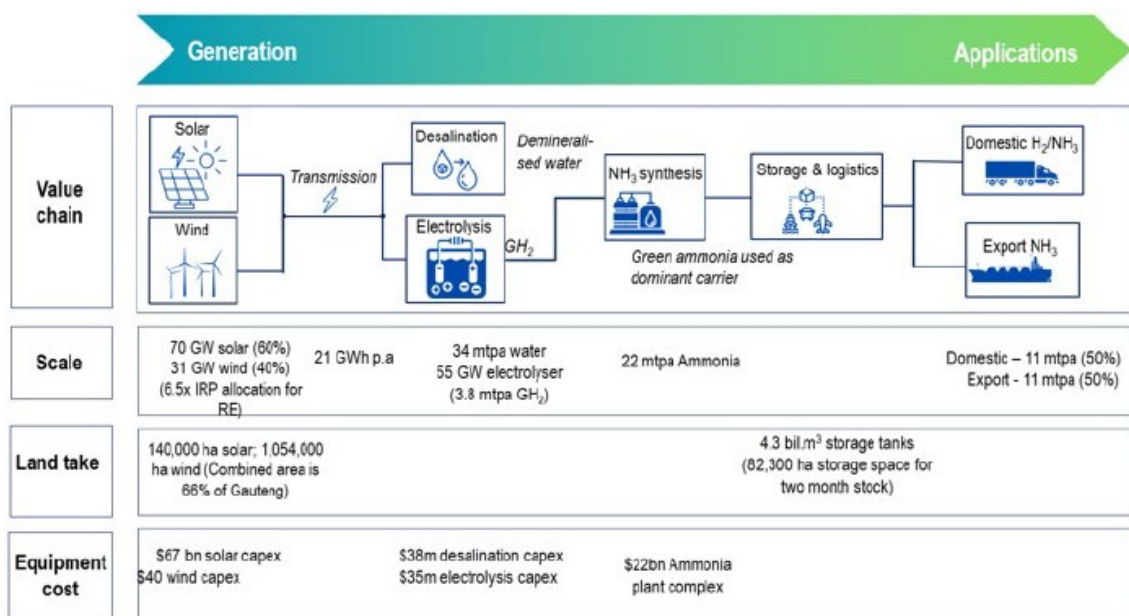 Generation
Applications
Value
chain
Solar
Wind
Transmission
Desalination
Deminerali-
sed water
Electrolysis
GH2
NH3 synthesis
Green ammonia used as
dominant carrier
Storage & logistics
Domestic H2/NH3
Export NH3
Scale
70 GW solar (60%)
31 GW wind (40%)
(6.5x IRP allocation for
RE)
21 GWh p.a
34 mtpa water
55 GW electrolyser
(3.8 mtpa GH2)
22 mtpa Ammonia
Domestic – 11 mtpa (50%)
Export - 11 mtpa (50%)
Land take
140,000 ha solar; 1,054,000
ha wind (Combined area is
66% of Gauteng)
4.3 bil.m³ storage tanks
(82,300 ha storage space for
two month stock)
Equipment
cost
$67 bn solar capex
$40 wind capex
$38m desalination capex
$35m electrolysis capex
$22bn Ammonia
plant complex